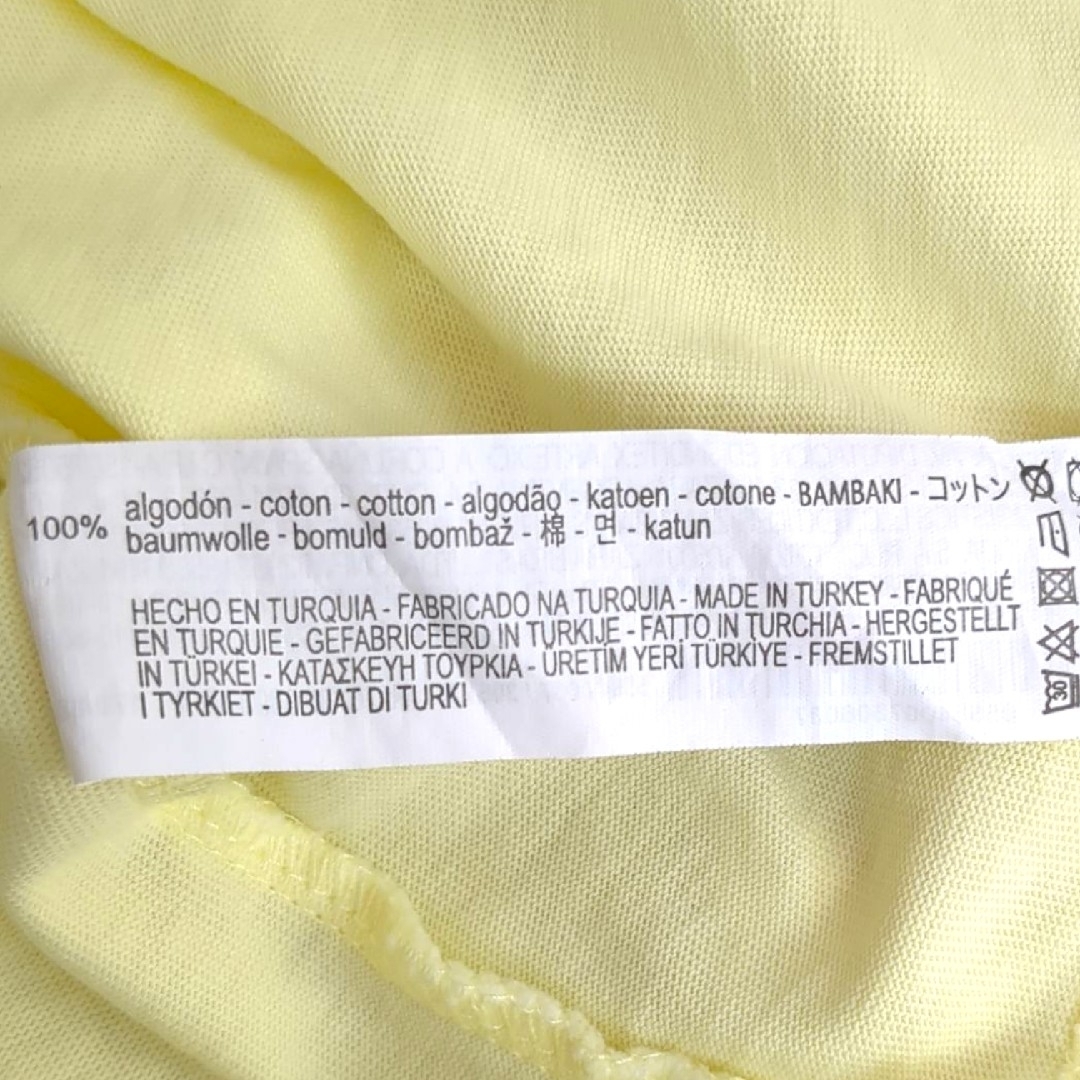 100% algodón - coton - cotton - algodão - katoen - cotone - BAMBAKI - コットン
baumwolle - bomuld - bombaž - 棉 - 면 - katun
HECHO EN TURQUIA - FABRICADO NA TURQUIA - MADE IN TURKEY - FABRIQUÉ
EN TURQUIE - GEFABRICEERD IN TURKIJE - FATTO IN TURCHIA - HERGESTELLT
IN TÜRKEI - ΚΑΤΑΣΚΕΥΗ ΤΟΥΡΚΙΑ - ÜRETİM YERİ TÜRKİYE - FREMSTILLET
I TYRKIET - DIBUAT DI TURKI
30